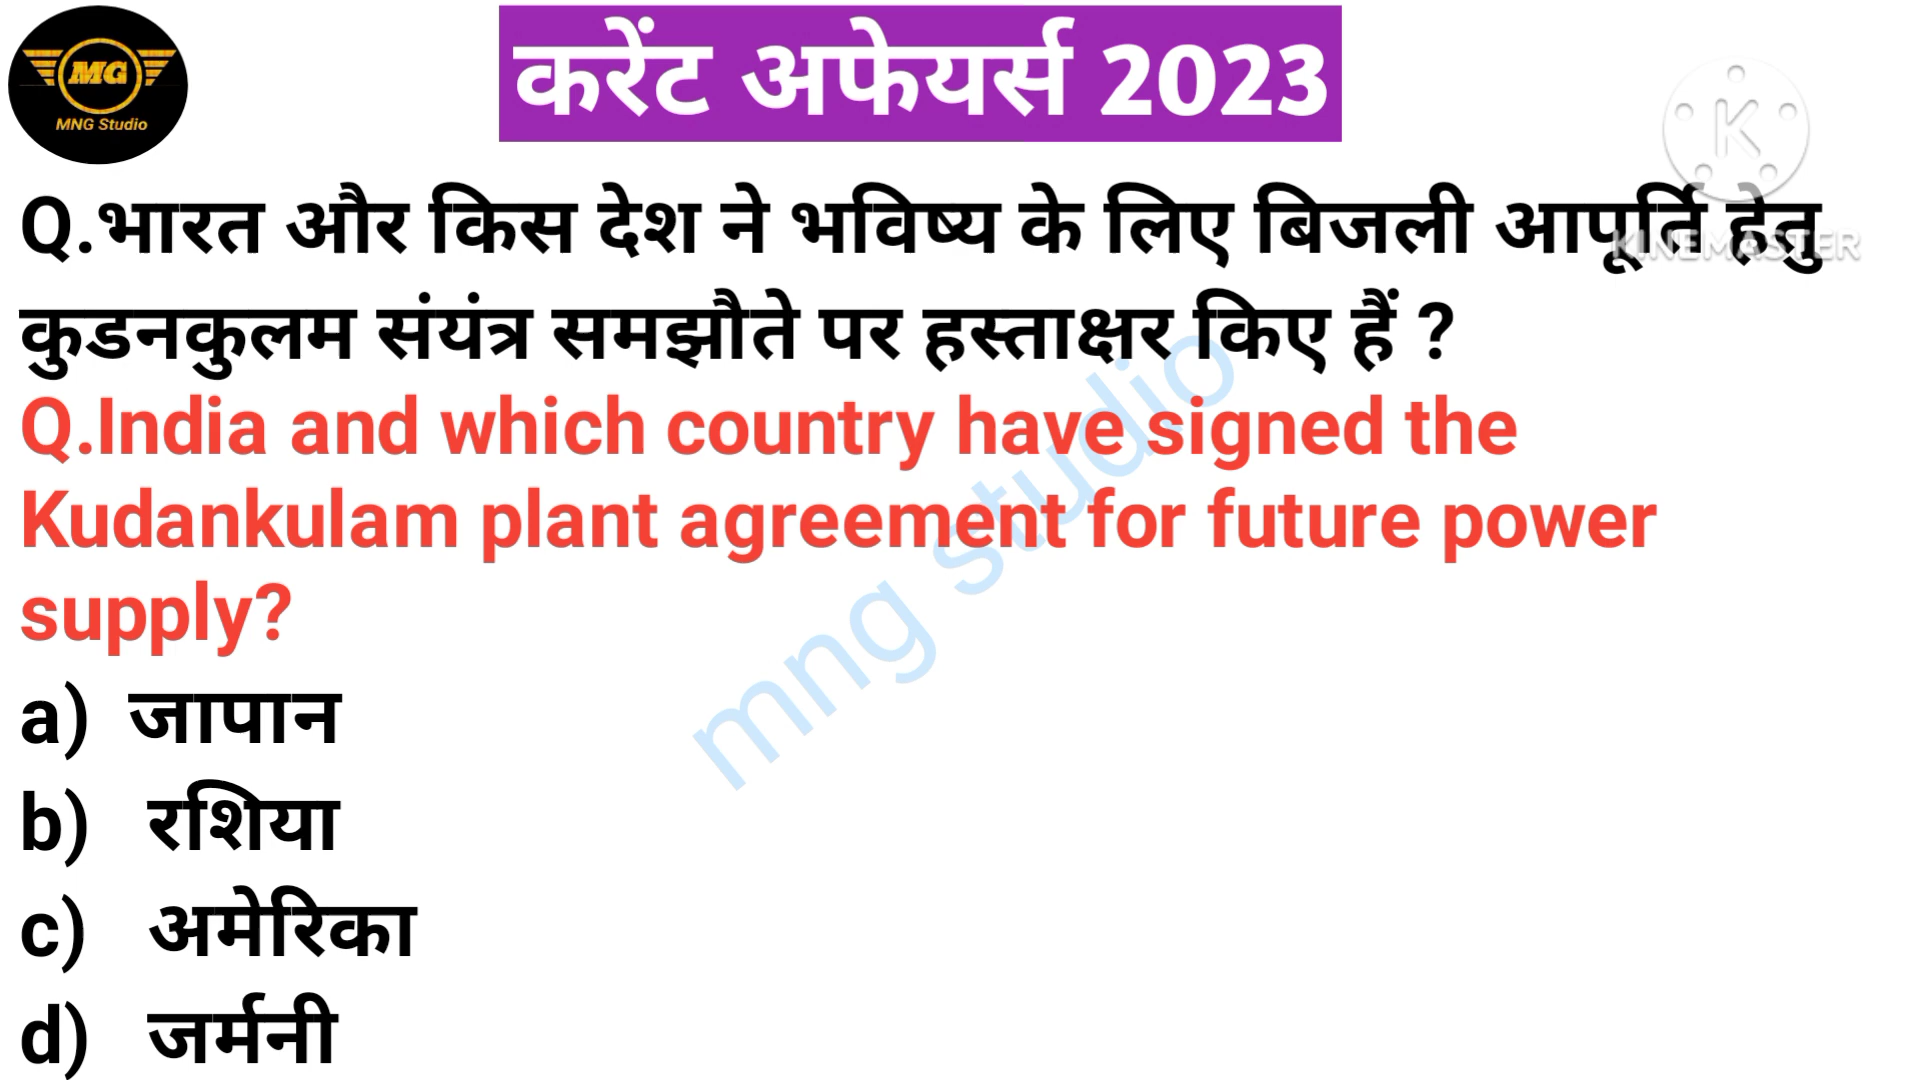 MG
MNG Studio
करेंट अफेयर्स 2023
K
KINEMASTER
Q.भारत और किस देश ने भविष्य के लिए बिजली आपूर्ति हेतु
कुडनकुलम संयंत्र समझौते पर हस्ताक्षर किए हैं ?
Q.India and which country have signed the
Kudankulam plant agreement for future power
supply?
mng studio
a) जापान
b) रशिया
c) अमेरिका
d) जर्मनी